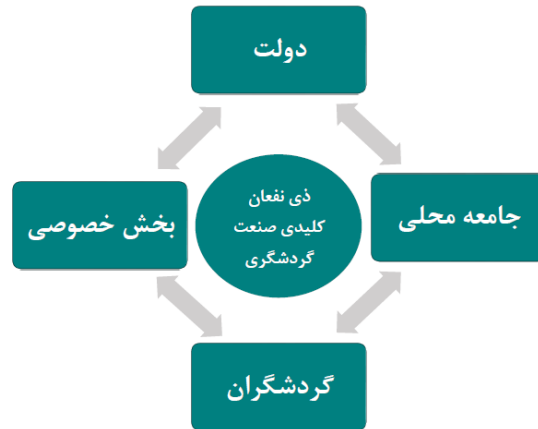 دولت
جامعه محلی
ذی نفعان
کلیدی صنعت
گردشگری
بخش خصوصی
گردشگران